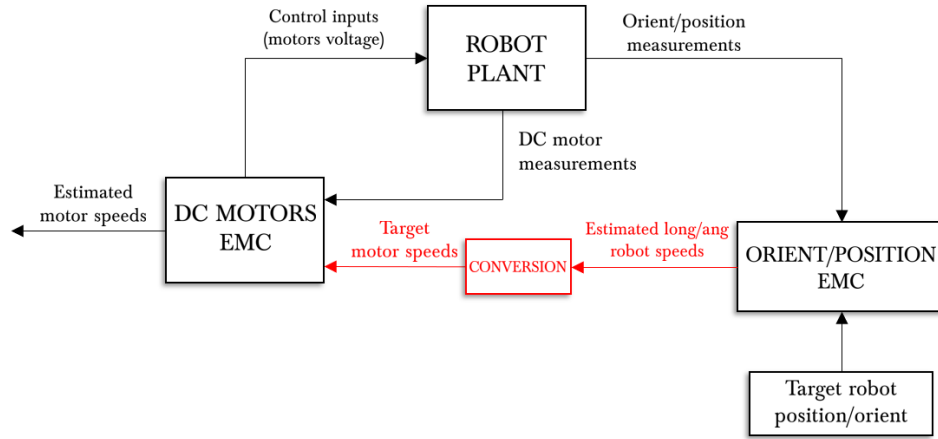 Control inputs
(motors voltage)
ROBOT
PLANT
Orient/position
measurements
DC motor
measurements
Estimated
motor speeds
DC MOTORS
EMC
Target
motor speeds
CONVERSION
Estimated long/ang
robot speeds
ORIENT/POSITION
EMC
Target robot
position/orient